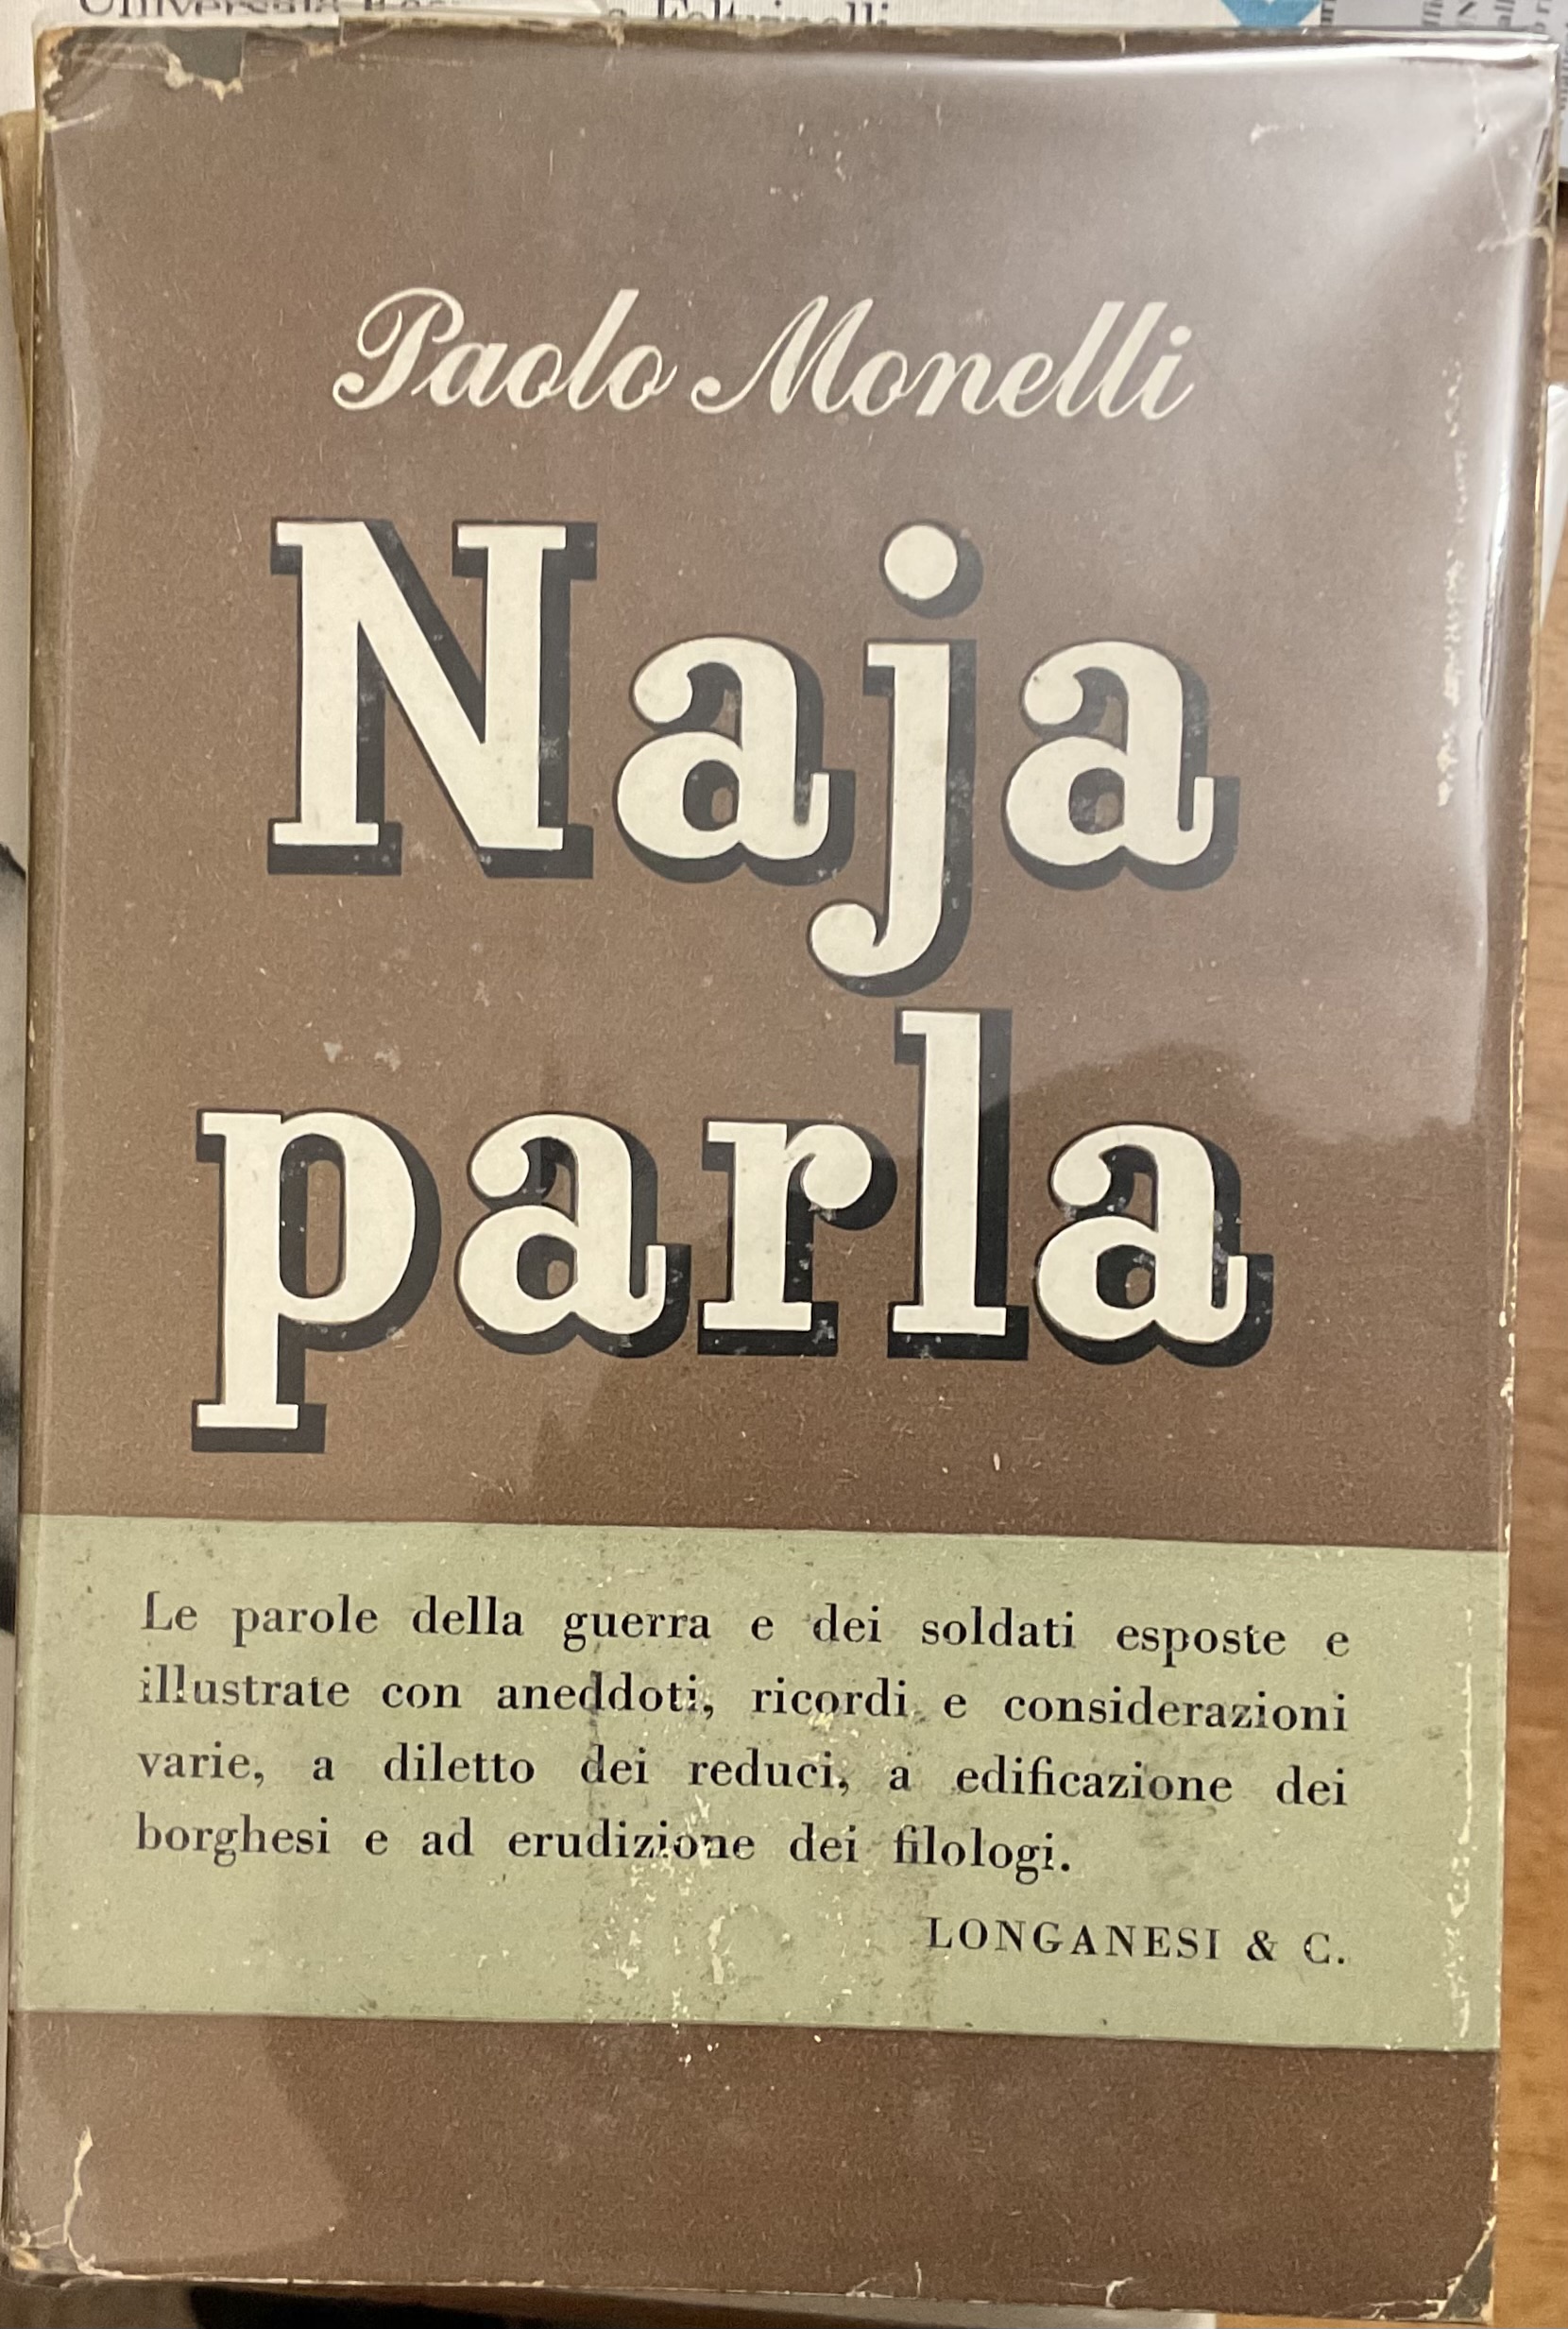 Paolo Monelli
Naja
parla
Le parole della guerra e dei soldati esposte e
illustrate con aneddoti, ricordi e considerazioni
varie, a diletto dei reduci, a edificazione dei
borghesi e ad erudizione dei filologi.
LONGANESI & C.